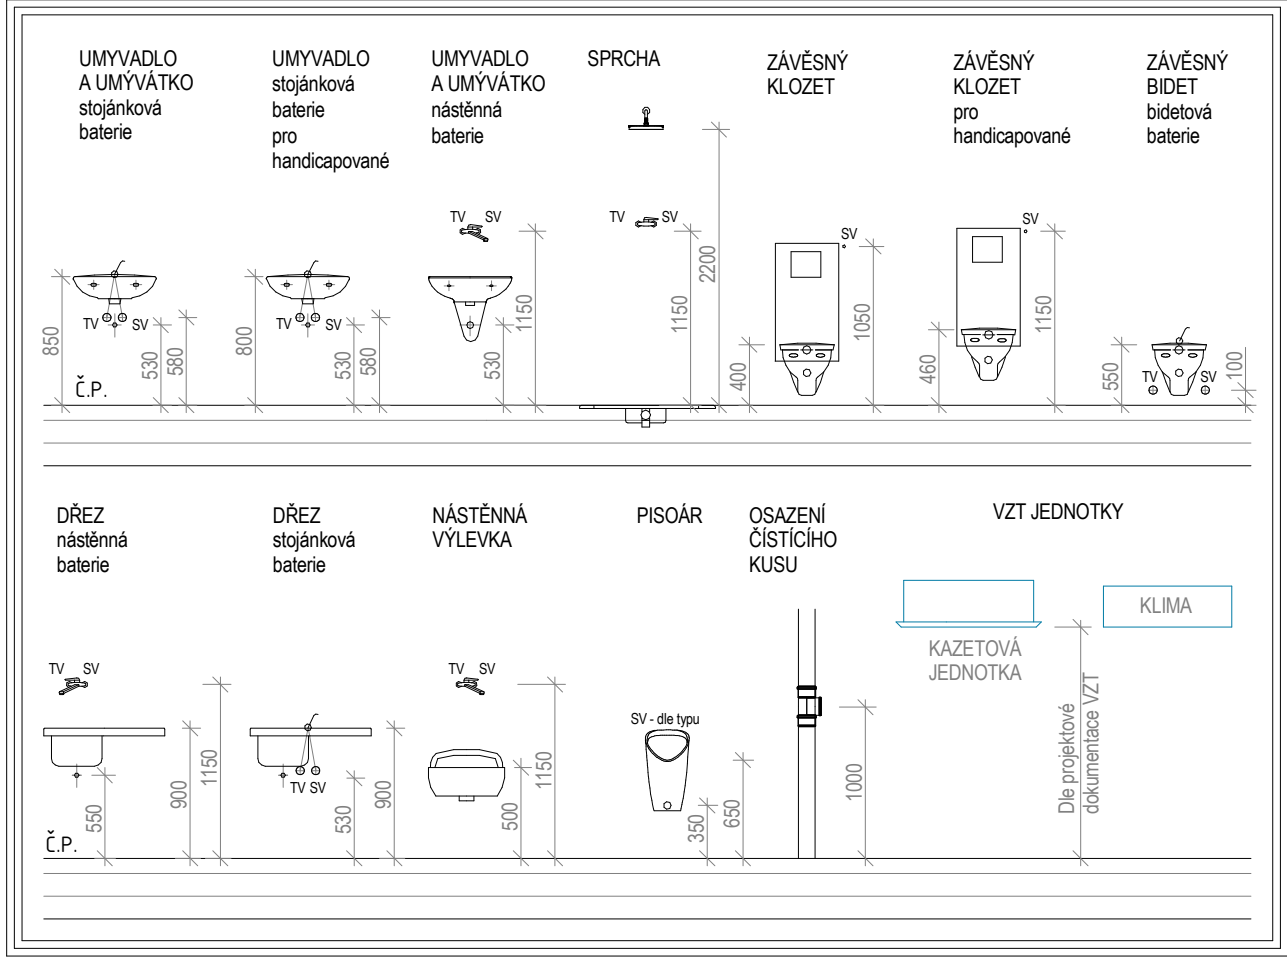 UMYVADLO
A UMÝVÁTKO
stojánková
baterie
UMYVADLO
stojánková
baterie
pro
handicapované
UMYVADLO
A UMÝVÁTKO
nástěnná
baterie
SPRCHA
ZÁVĚSNÝ
KLOZET
ZÁVĚSNÝ
KLOZET
pro
handicapované
ZÁVĚSNÝ
BIDET
bidetová
baterie
TV SV
850
530
580
Č.P.
TV SV
800
530
580
TV SV
1150
530
TV SV
1150
2200
SV
400
1050
SV
460
1150
TV SV
550
100
DŘEZ
nástěnná
baterie
DŘEZ
stojánková
baterie
NÁSTĚNNÁ
VÝLEVKA
PISOÁR
OSAZENÍ
ČÍSTÍCÍHO
KUSU
VZT JEDNOTKY
TV SV
550
900
1150
Č.P.
TV SV
530
900
TV SV
500
1150
SV - dle typu
350
650
1000
KAZETOVÁ
JEDNOTKA
KLIMA
Dle projektové
dokumentace VZT